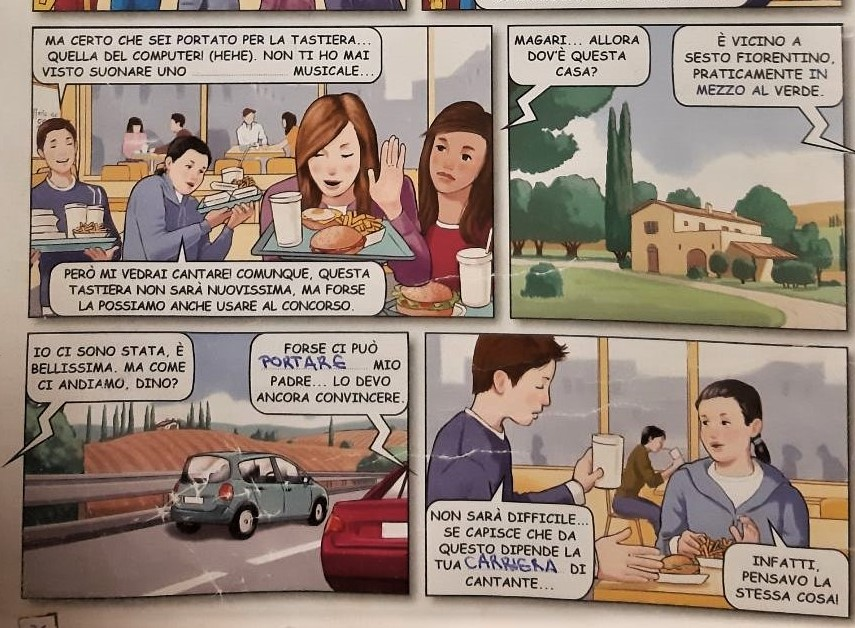 MA CERTO CHE SEI PORTATO PER LA TASTIERA...
QUELLA DEL COMPUTER! (HEHE). NON TI HO MAI
VISTO SUONARE UNO .................... MUSICALE...
PERÒ MI VEDRAI CANTARE! COMUNQUE, QUESTA
TASTIERA NON SARÀ NUOVISSIMA, MA FORSE
LA POSSIAMO ANCHE USARE AL CONCORSO.
MAGARI... ALLORA
DOV'È QUESTA
CASA?
È VICINO A
SESTO FIORENTINO,
PRATICAMENTE IN
MEZZO AL VERDE.
IO CI SONO STATA, È
BELLISSIMA. MA COME
CI ANDIAMO, DINO?
FORSE CI PUÒ
PORTARE MIO
PADRE... LO DEVO
ANCORA CONVINCERE.
NON SARÀ DIFFICILE...
SE CAPISCE CHE DA
QUESTO DIPENDE LA
TUA CARRIERA DI
CANTANTE...
INFATTI,
PENSAVO LA
STESSA COSA!